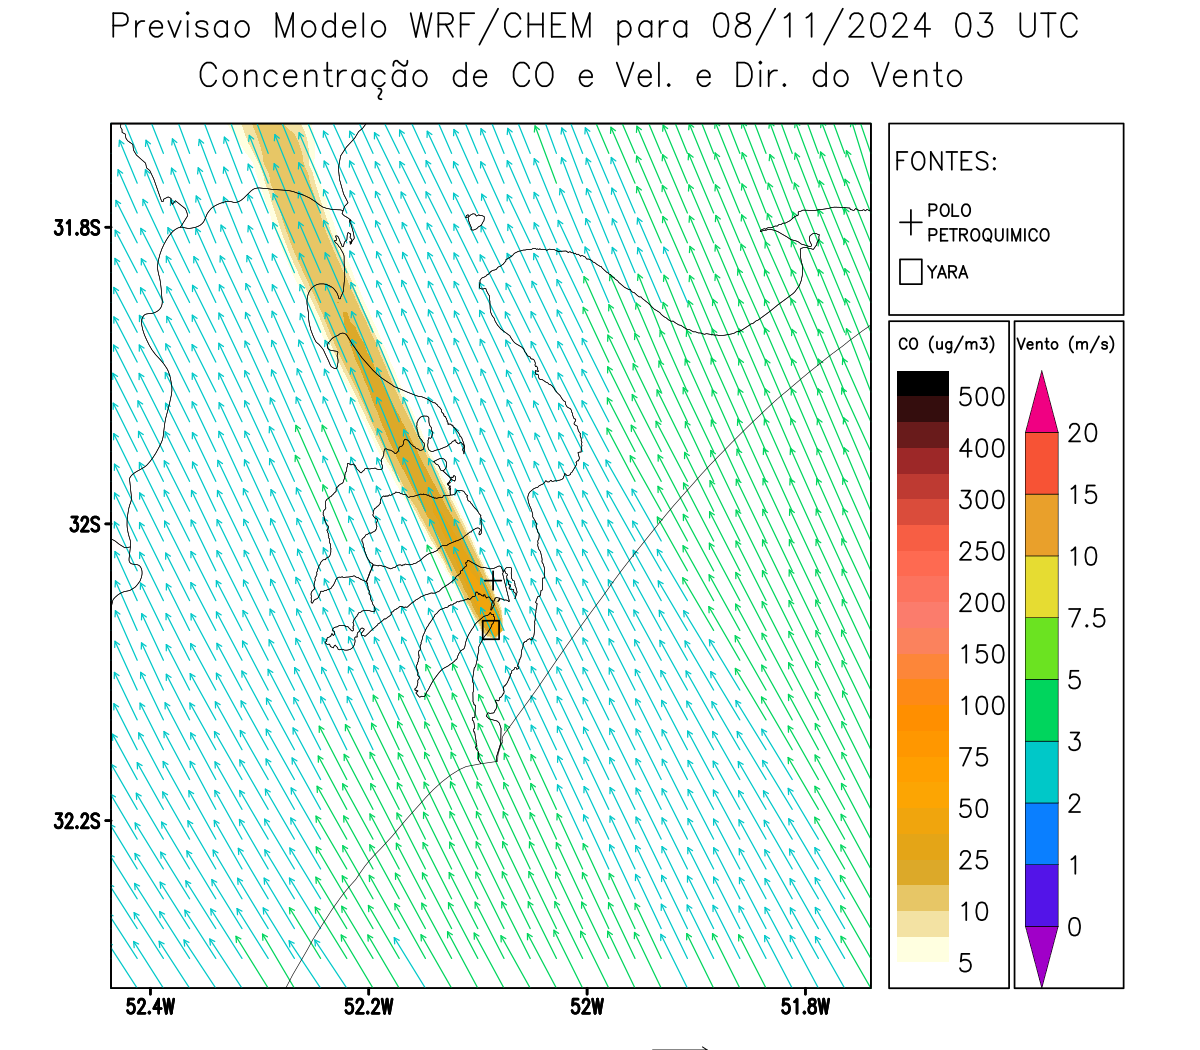 Previsao Modelo WRF/CHEM para 08/11/2024 03 UTC
Concentração de CO e Vel. e Dir. do Vento
FONTES:
POLO
PETROQUIMICO
YARA
31.8S
32S
32.2S
52.4W
52.2W
52W
51.8W
CO (ug/m3)
500
400
300
250
200
150
100
75
50
25
10
5
Vento (m/s)
20
15
10
7.5
5
3
2
1
0